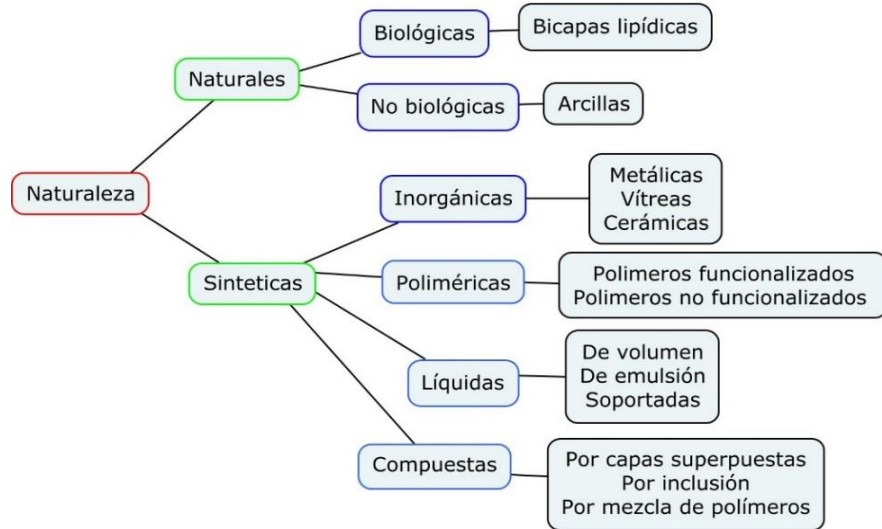 Biológicas
Bicapas lipídicas
Naturales
No biológicas
Arcillas
Naturaleza
Inorgánicas
Metálicas
Vítreas
Cerámicas
Sinteticas
Poliméricas
Polimeros funcionalizados
Polimeros no funcionalizados
Líquidas
De volumen
De emulsión
Soportadas
Compuestas
Por capas superpuestas
Por inclusión
Por mezcla de polímeros